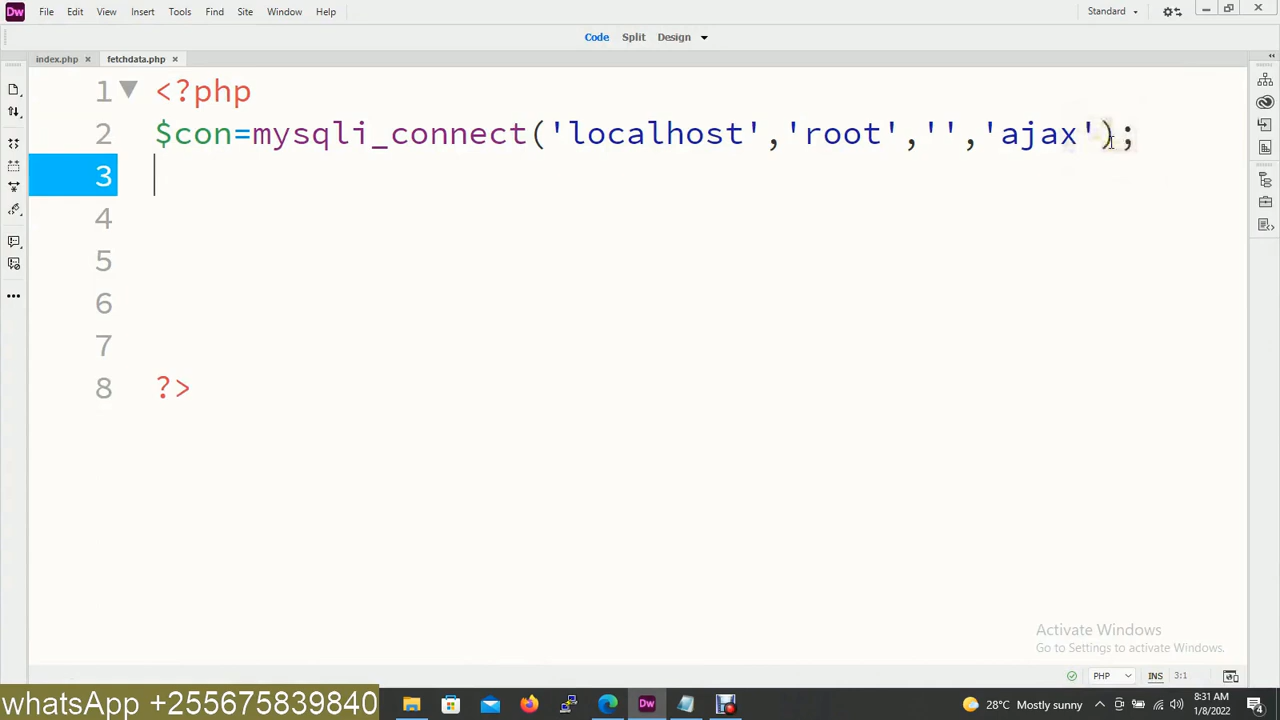 Dw File Edit View Insert Tools Find Site Window Help Standard
Code Split Design
index.php fetchdata.php
1 <?php
2 $con=mysqli_connect('localhost','root','','ajax');
3
4
5
6
7
8 ?>
Activate Windows
Go to Settings to activate Windows.
PHP INS 3:1
whatsApp +255675839840
Dw
28°C Mostly sunny
8:31 AM
1/8/2022
4